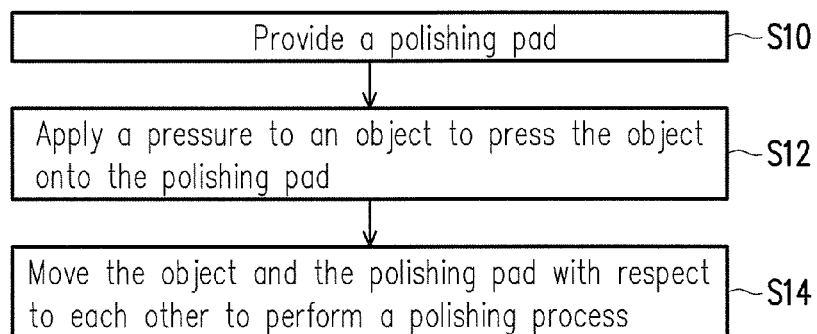 Provide a polishing pad
S10
Apply a pressure to an object to press the object
onto the polishing pad
S12
Move the object and the polishing pad with respect
to each other to perform a polishing process
S14